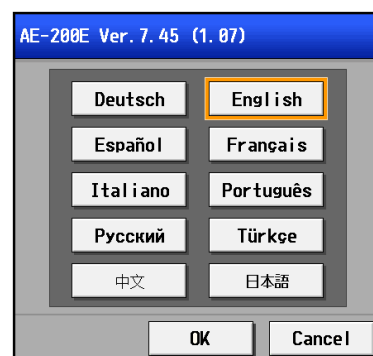 AE-200E Ver.7.45 (1.07)
Deutsch English
Español Français
Italiano Português
Русский Türkçe
中文 日本語
OK Cancel